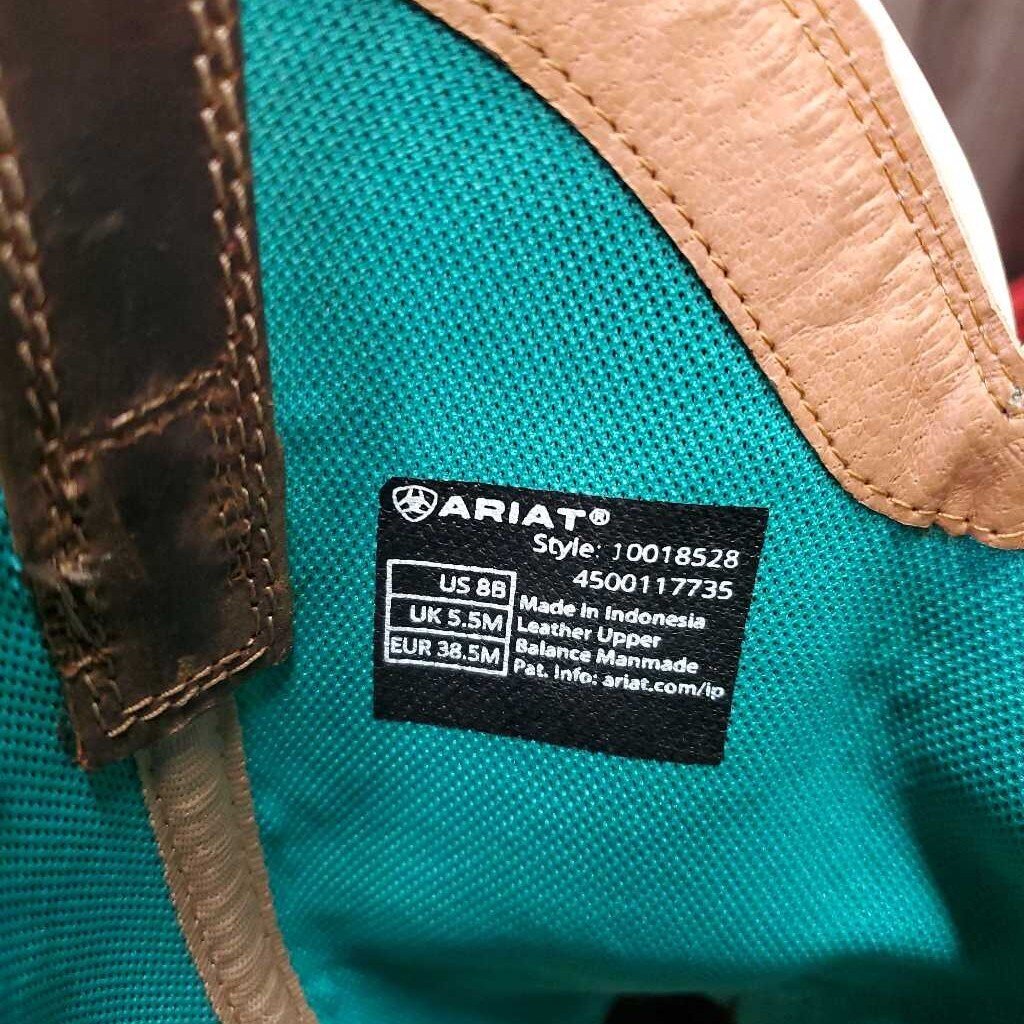 ARIAT®
Style: 10018528
4500117735
US 8B
UK 5.5M
EUR 38.5M
Made in Indonesia
Leather Upper
Balance Manmade
Pat. Info: ariat.com/ip